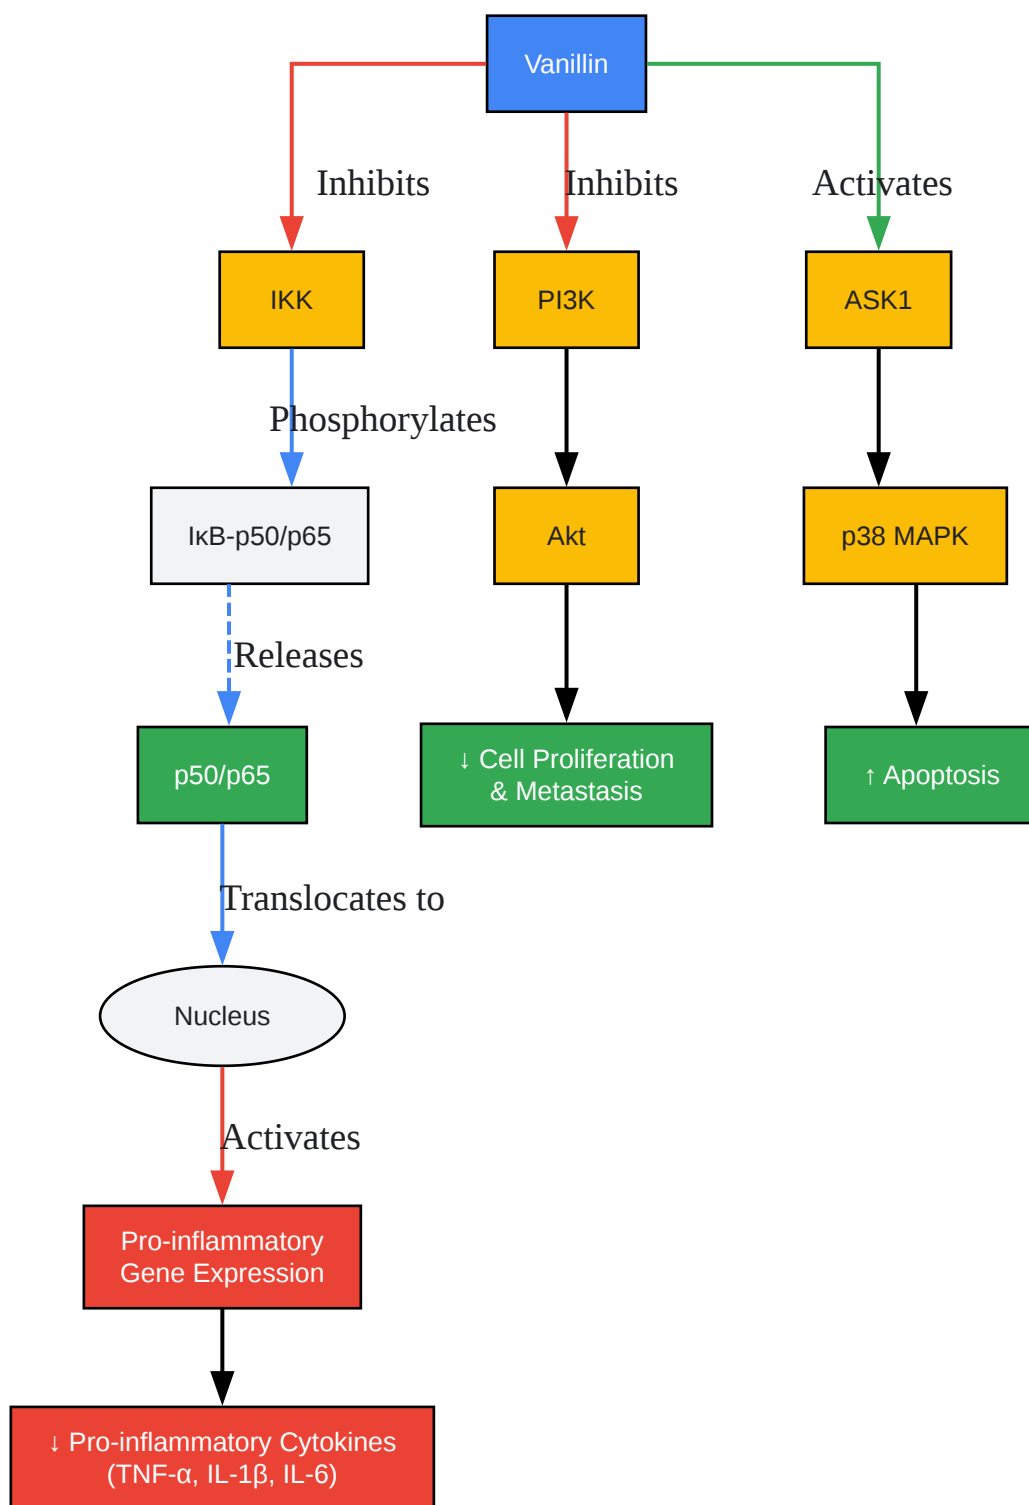 Vanillin
Inhibits
Inhibits
Activates
IKK
PI3K
ASK1
Phosphorylates
IκB-p50/p65
Akt
p38 MAPK
Releases
p50/p65
↓ Cell Proliferation
& Metastasis
↑ Apoptosis
Translocates to
Nucleus
Activates
Pro-inflammatory
Gene Expression
↓ Pro-inflammatory Cytokines
(TNF-α, IL-1β, IL-6)